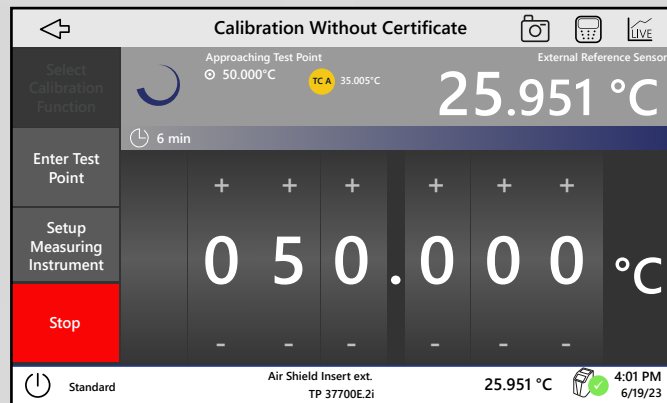 Calibration Without Certificate
LIVE
Select
Calibration
Function
Approaching Test Point
50.000°C
TC A 35.005°C
External Reference Sensor
25.951 °C
6 min
Enter Test
Point
Setup
Measuring
Instrument
Stop
+ + + + + +
0 5 0 . 0 0 0 °C
- - - - - -
Standard
Air Shield Insert ext.
TP 37700E.2i
25.951 °C
4:01 PM
6/19/23